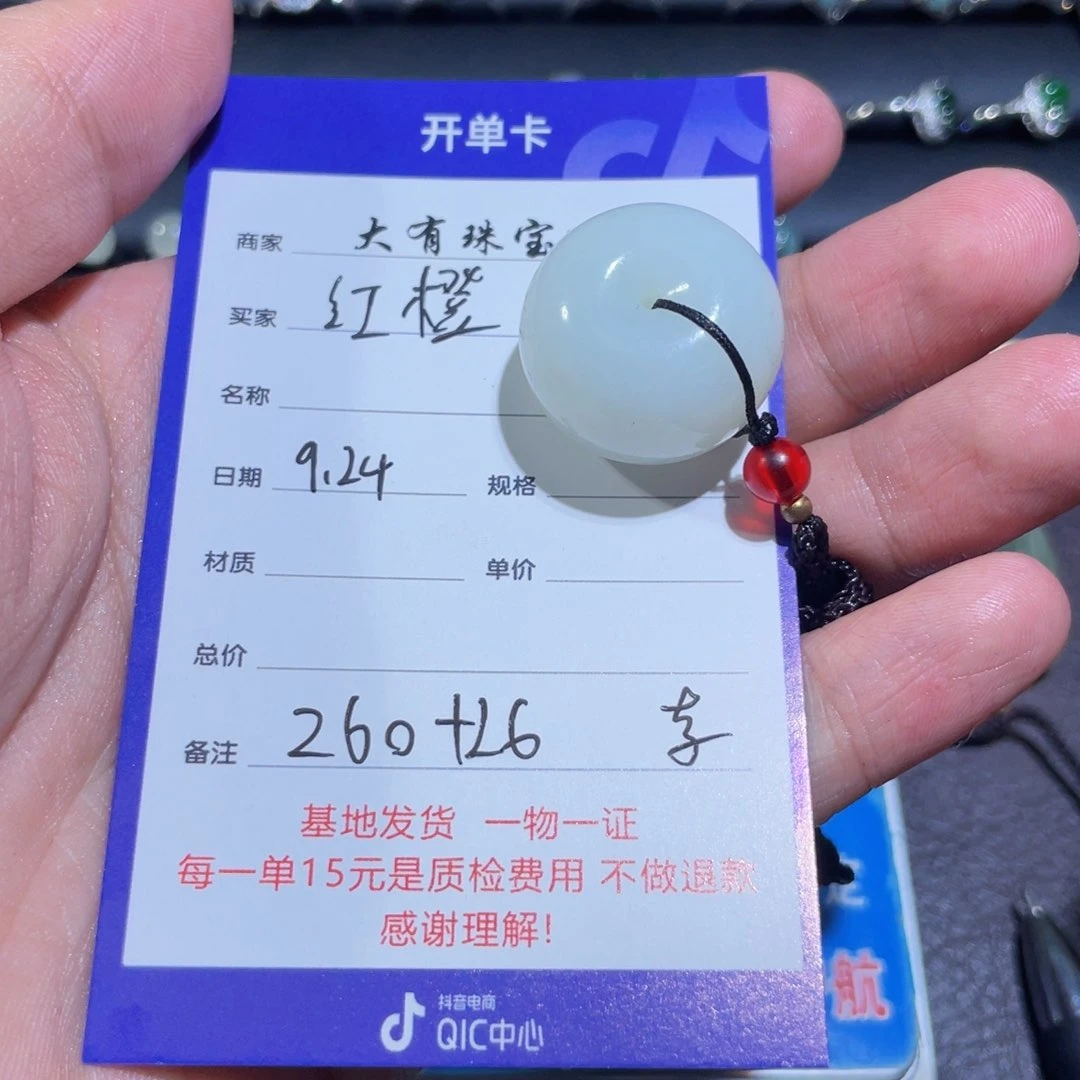 开单卡
商家 大有珠宝
买家 红橙
名称
日期 9.24 规格
材质 单价
总价
备注 260+26 李
基地发货 一物一证
每一单15元是质检费用 不做退款
感谢理解!
抖音电商
QIC中心
航